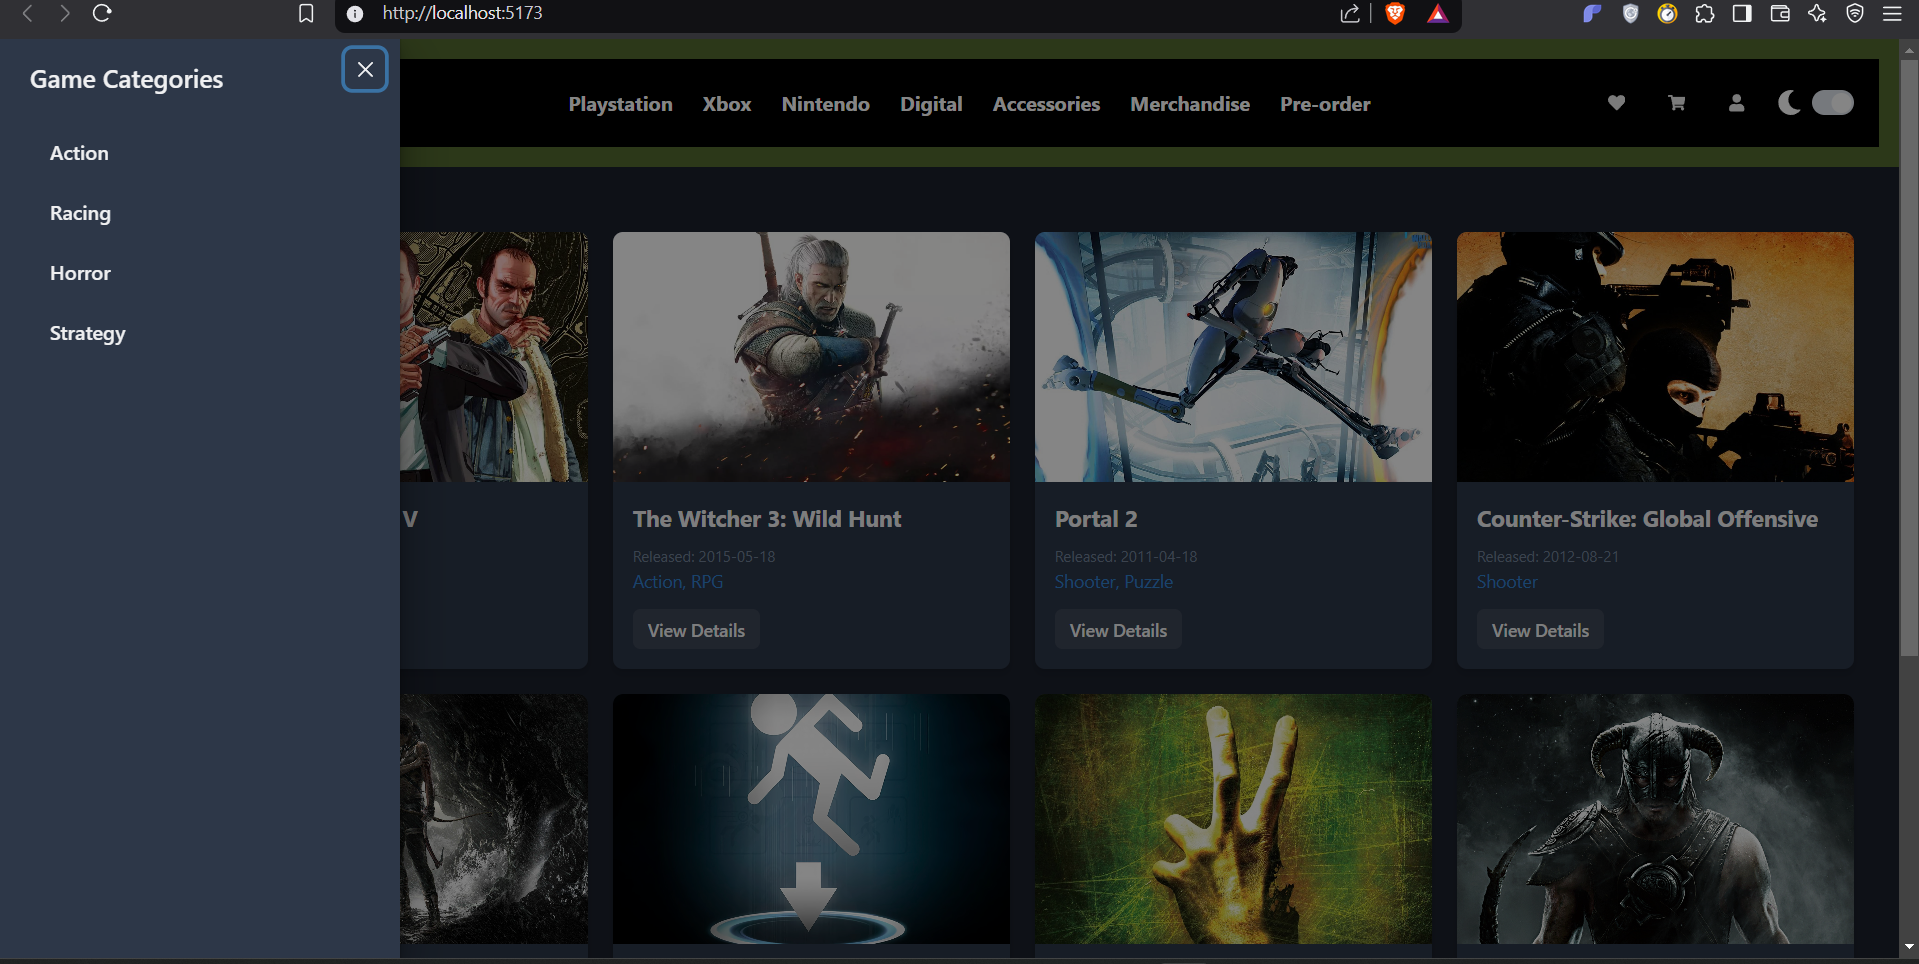 http://localhost:5173
Game Categories
Action
Racing
Horror
Strategy
Playstation Xbox Nintendo Digital Accessories Merchandise Pre-order
V
The Witcher 3: Wild Hunt
Released: 2015-05-18
Action, RPG
View Details
Portal 2
Released: 2011-04-18
Shooter, Puzzle
View Details
Counter-Strike: Global Offensive
Released: 2012-08-21
Shooter
View Details